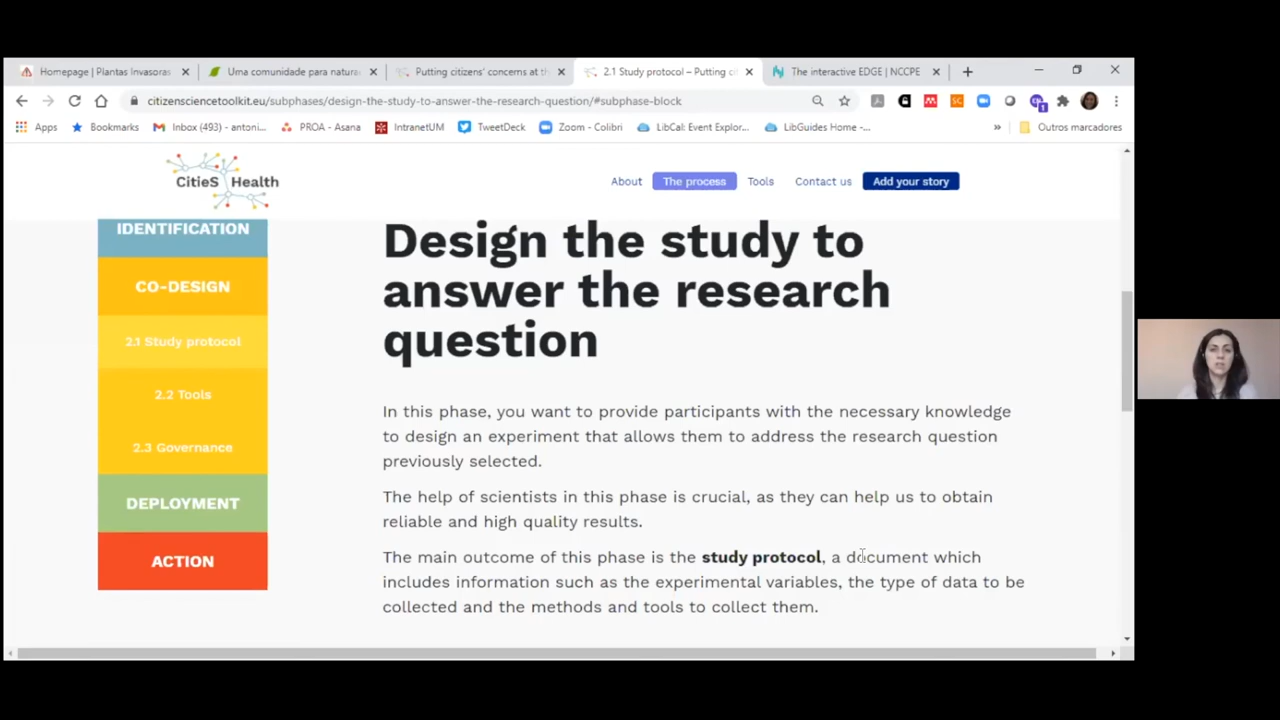 Homepage | Plantas Invasoras
Uma comunidade para natura
Putting citizens' concerns at th
2.1 Study protocol – Putting ci
The interactive EDGE | NCCPE
citizensciencetoolkit.eu/subphases/design-the-study-to-answer-the-research-question/#subphase-block
Apps
Bookmarks
Inbox (493) - antoni...
PROA - Asana
IntranetUM
TweetDeck
Zoom - Colibri
LibCal: Event Explor...
LibGuides Home -...
»
Outros marcadores
CitieS Health
About
The process
Tools
Contact us
Add your story
IDENTIFICATION
CO-DESIGN
2.1 Study protocol
2.2 Tools
2.3 Governance
DEPLOYMENT
ACTION
Design the study to
answer the research
question
In this phase, you want to provide participants with the necessary knowledge
to design an experiment that allows them to address the research question
previously selected.
The help of scientists in this phase is crucial, as they can help us to obtain
reliable and high quality results.
The main outcome of this phase is the study protocol, a document which
includes information such as the experimental variables, the type of data to be
collected and the methods and tools to collect them.